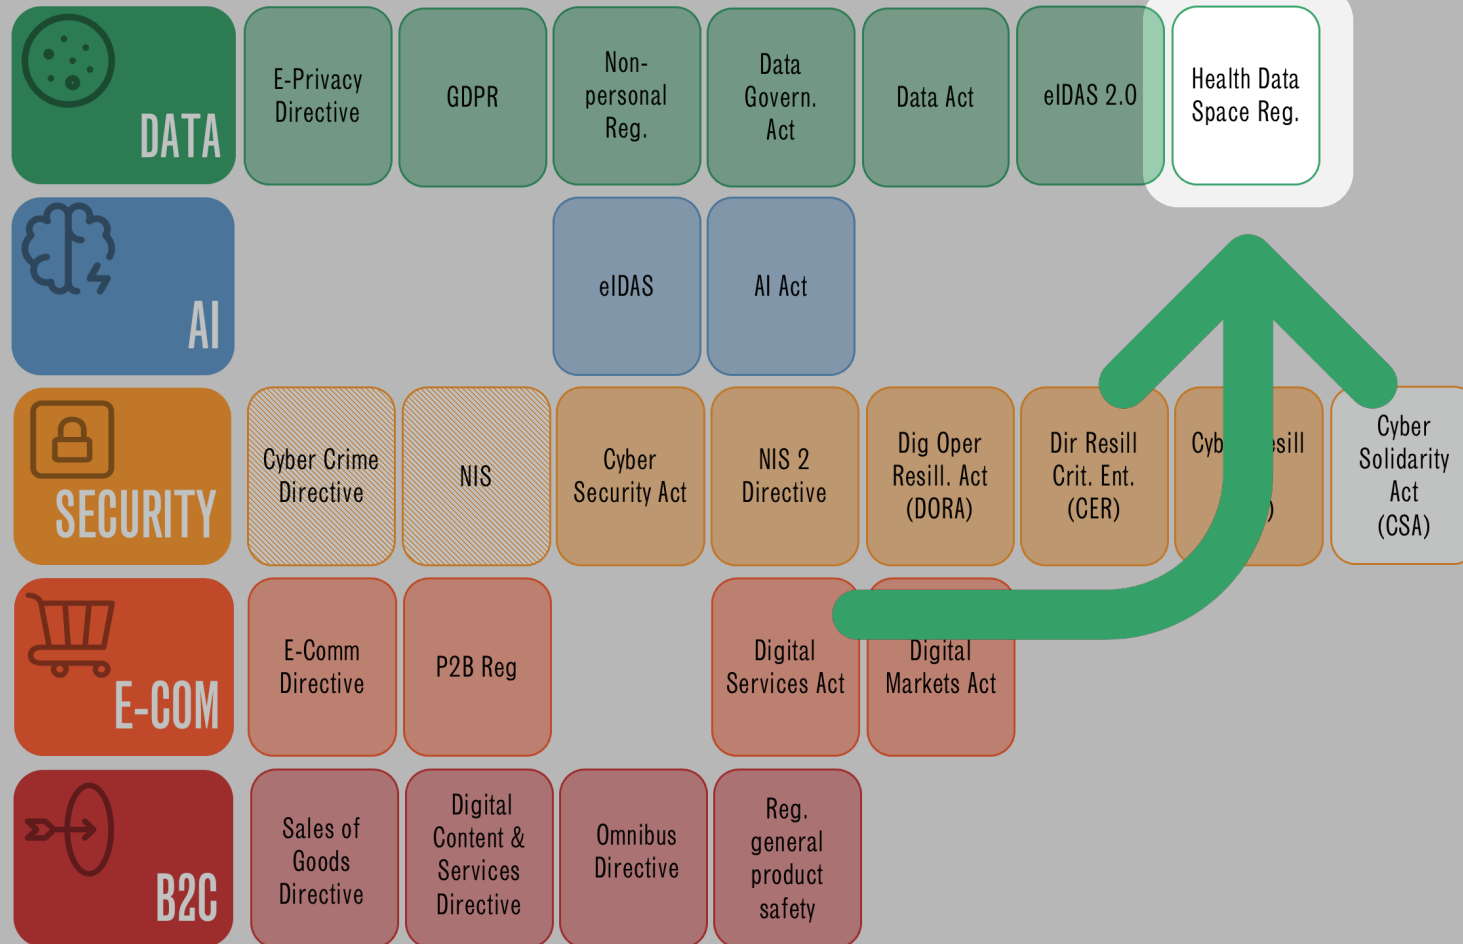 DATA
E-Privacy
Directive
GDPR
Non-
personal
Reg.
Data
Govern.
Act
Data Act
eIDAS 2.0
Health Data
Space Reg.
AI
eIDAS
AI Act
SECURITY
Cyber Crime
Directive
NIS
Cyber
Security Act
NIS 2
Directive
Dig Oper
Resill. Act
(DORA)
Dir Resill
Crit. Ent.
(CER)
Cyber
Solidarity
Act
(CSA)
E-COM
E-Comm
Directive
P2B Reg
Digital
Services Act
Digital
Markets Act
B2C
Sales of
Goods
Directive
Digital
Content &
Services
Directive
Omnibus
Directive
Reg.
general
product
safety